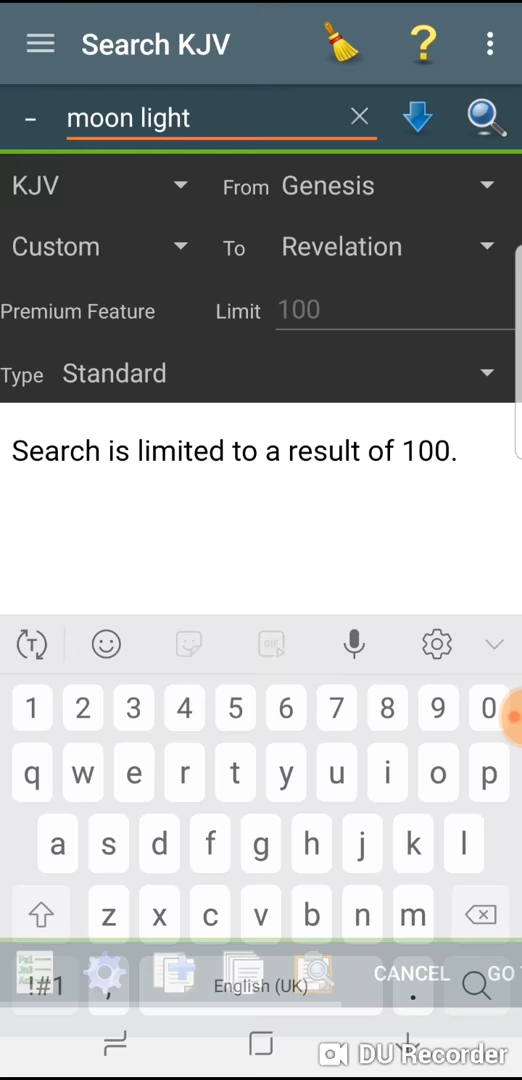 Search KJV
- moon light
KJV From Genesis
Custom To Revelation
Premium Feature Limit 100
Type Standard
Search is limited to a result of 100.
T GIF
1 2 3 4 5 6 7 8 9 0
q w e r t y u i o p
a s d f g h j k l
z x c v b n m
CANCEL GO
!#1 , English (UK) .
DU Recorder